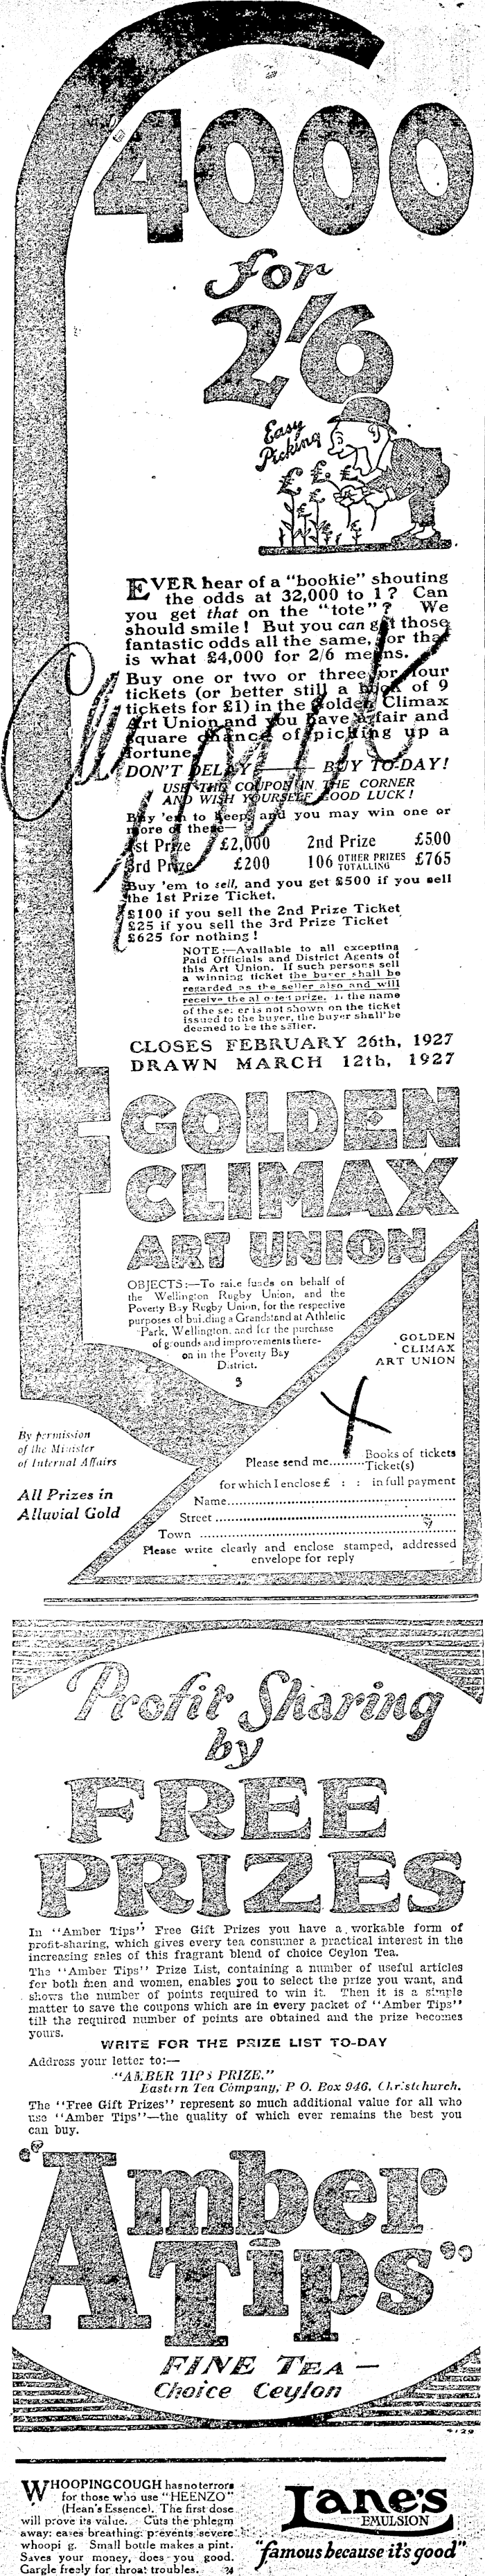 4000
for
2'6
Easy
Picking
£ £ £
EVER hear of a "bookie" shouting
the odds at 32,000 to 1? Can
you get that on the "tote"? We
should smile! But you can get those
fantastic odds all the same, for that
is what £4,000 for 2/6 means.
Buy one or two or three or four
tickets (or better still a book of 9
tickets for £1) in the Golden Climax
Art Union and you have a fair and
square chance of picking up a
fortune.
DON'T DELAY —— BUY TO-DAY!
USE THE COUPON IN THE CORNER
AND WISH YOURSELF GOOD LUCK!
Buy 'em to keep, and you may win one or
more of these—
1st Prize £2,000 2nd Prize £500
3rd Prize £200 106 OTHER PRIZES TOTALLING £765
Buy 'em to sell, and you get £500 if you sell
the 1st Prize Ticket,
£100 if you sell the 2nd Prize Ticket
£25 if you sell the 3rd Prize Ticket
£625 for nothing!
NOTE:—Available to all excepting
Paid Officials and District Agents of
this Art Union. If such persons sell
a winning ticket the buyer shall be
regarded as the seller also and will
receive the allotted prize. If the name
of the seller is not shown on the ticket
issued to the buyer, the buyer shall be
deemed to be the seller.
CLOSES FEBRUARY 26th, 1927
DRAWN MARCH 12th, 1927
GOLDEN
CLIMAX
ART UNION
OBJECTS:—To raise funds on behalf of
the Wellington Rugby Union, and the
Poverty Bay Rugby Union, for the respective
purposes of building a Grandstand at Athletic
Park, Wellington, and for the purchase
of grounds and improvements there-
on in the Poverty Bay
District.
3
By permission
of the Minister
of Internal Affairs
All Prizes in
Alluvial Gold
GOLDEN
CLIMAX
ART UNION
X
Please send me......... Books of tickets
Ticket(s)
for which I enclose £ : : in full payment
Name..........
Street..........
Town..........
Please write clearly and enclose stamped, addressed
envelope for reply
Profit Sharing
by
FREE
PRIZES
In "Amber Tips" Free Gift Prizes you have a workable form of
profit-sharing, which gives every tea consumer a practical interest in the
increasing sales of this fragrant blend of choice Ceylon Tea.
The "Amber Tips" Prize List, containing a number of useful articles
for both men and women, enables you to select the prize you want, and
shows the number of points required to win it. Then it is a simple
matter to save the coupons which are in every packet of "Amber Tips"
till the required number of points are obtained and the prize becomes
yours.
WRITE FOR THE PRIZE LIST TO-DAY
Address your letter to:—
"AMBER TIPS PRIZE,"
Eastern Tea Company, P O. Box 946, Christchurch.
The "Free Gift Prizes" represent so much additional value for all who
use "Amber Tips"—the quality of which ever remains the best you
can buy.
"Amber
Tips"
FINE TEA —
Choice Ceylon
WHOOPING COUGH has no terrors
for those who use "HEENZO"
(Hean's Essence). The first dose
will prove its value. Cuts the phlegm
away: eases breathing: prevents severe
whoopi g. Small bottle makes a pint.
Saves your money, does you good.
Gargle freely for throat troubles. 24
Lane's
EMULSION
"famous because it's good"